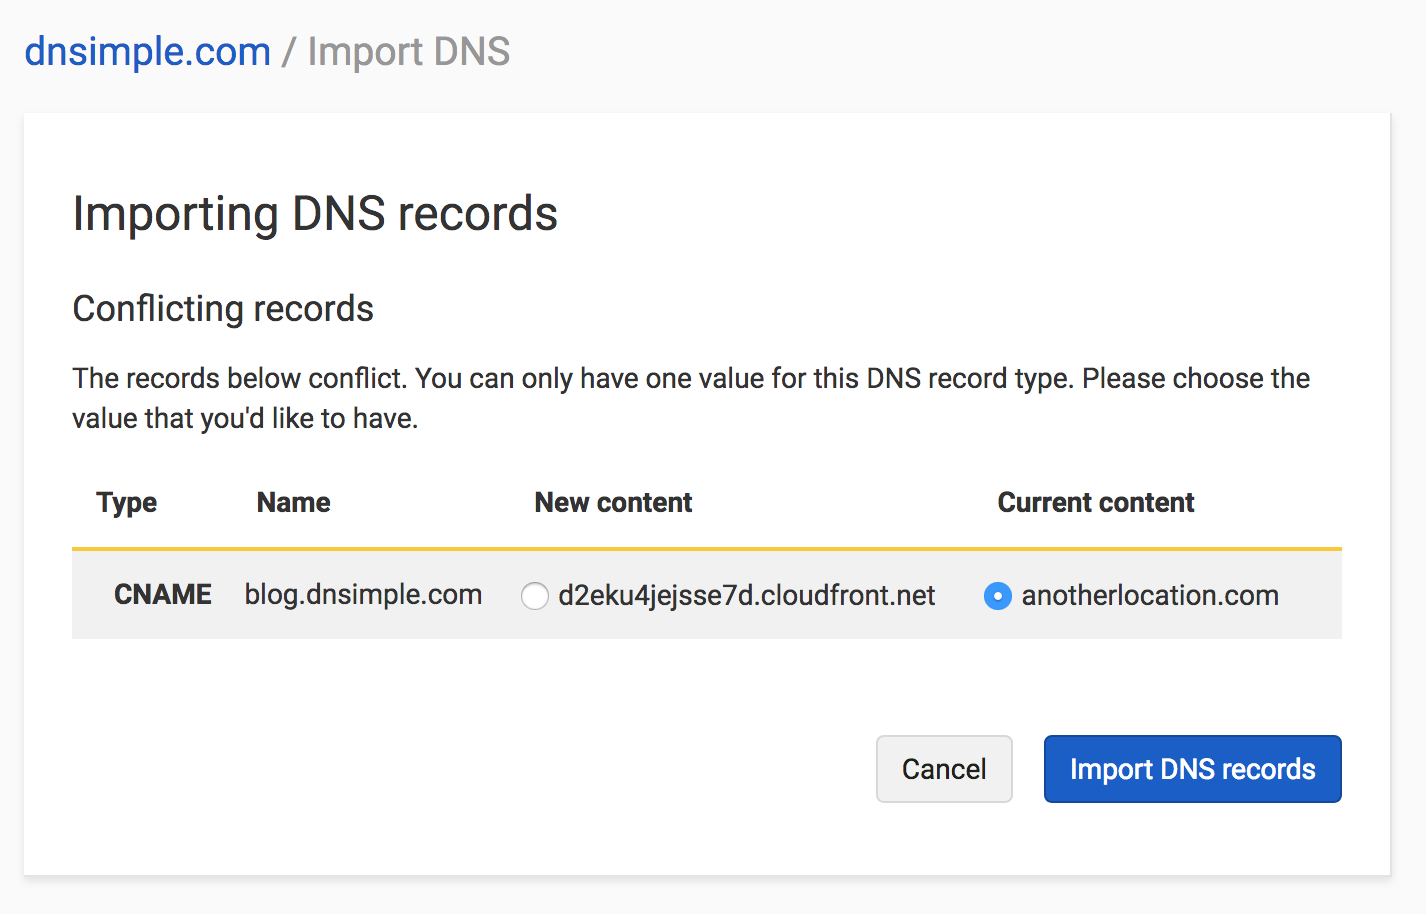 dnsimple.com / Import DNS
Importing DNS records
Conflicting records
The records below conflict. You can only have one value for this DNS record type. Please choose the
value that you'd like to have.
Type Name New content Current content
CNAME blog.dnsimple.com d2eku4jejsse7d.cloudfront.net anotherlocation.com
Cancel Import DNS records